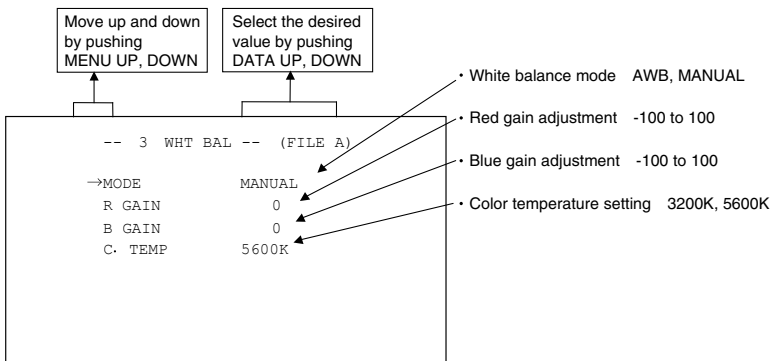 Move up and down
by pushing
MENU UP, DOWN
Select the desired
value by pushing
DATA UP, DOWN
・White balance mode AWB, MANUAL
・Red gain adjustment -100 to 100
・Blue gain adjustment -100 to 100
・Color temperature setting 3200K, 5600K
-- 3 WHT BAL -- (FILE A)
→MODE MANUAL
R GAIN 0
B GAIN 0
C・ TEMP 5600K